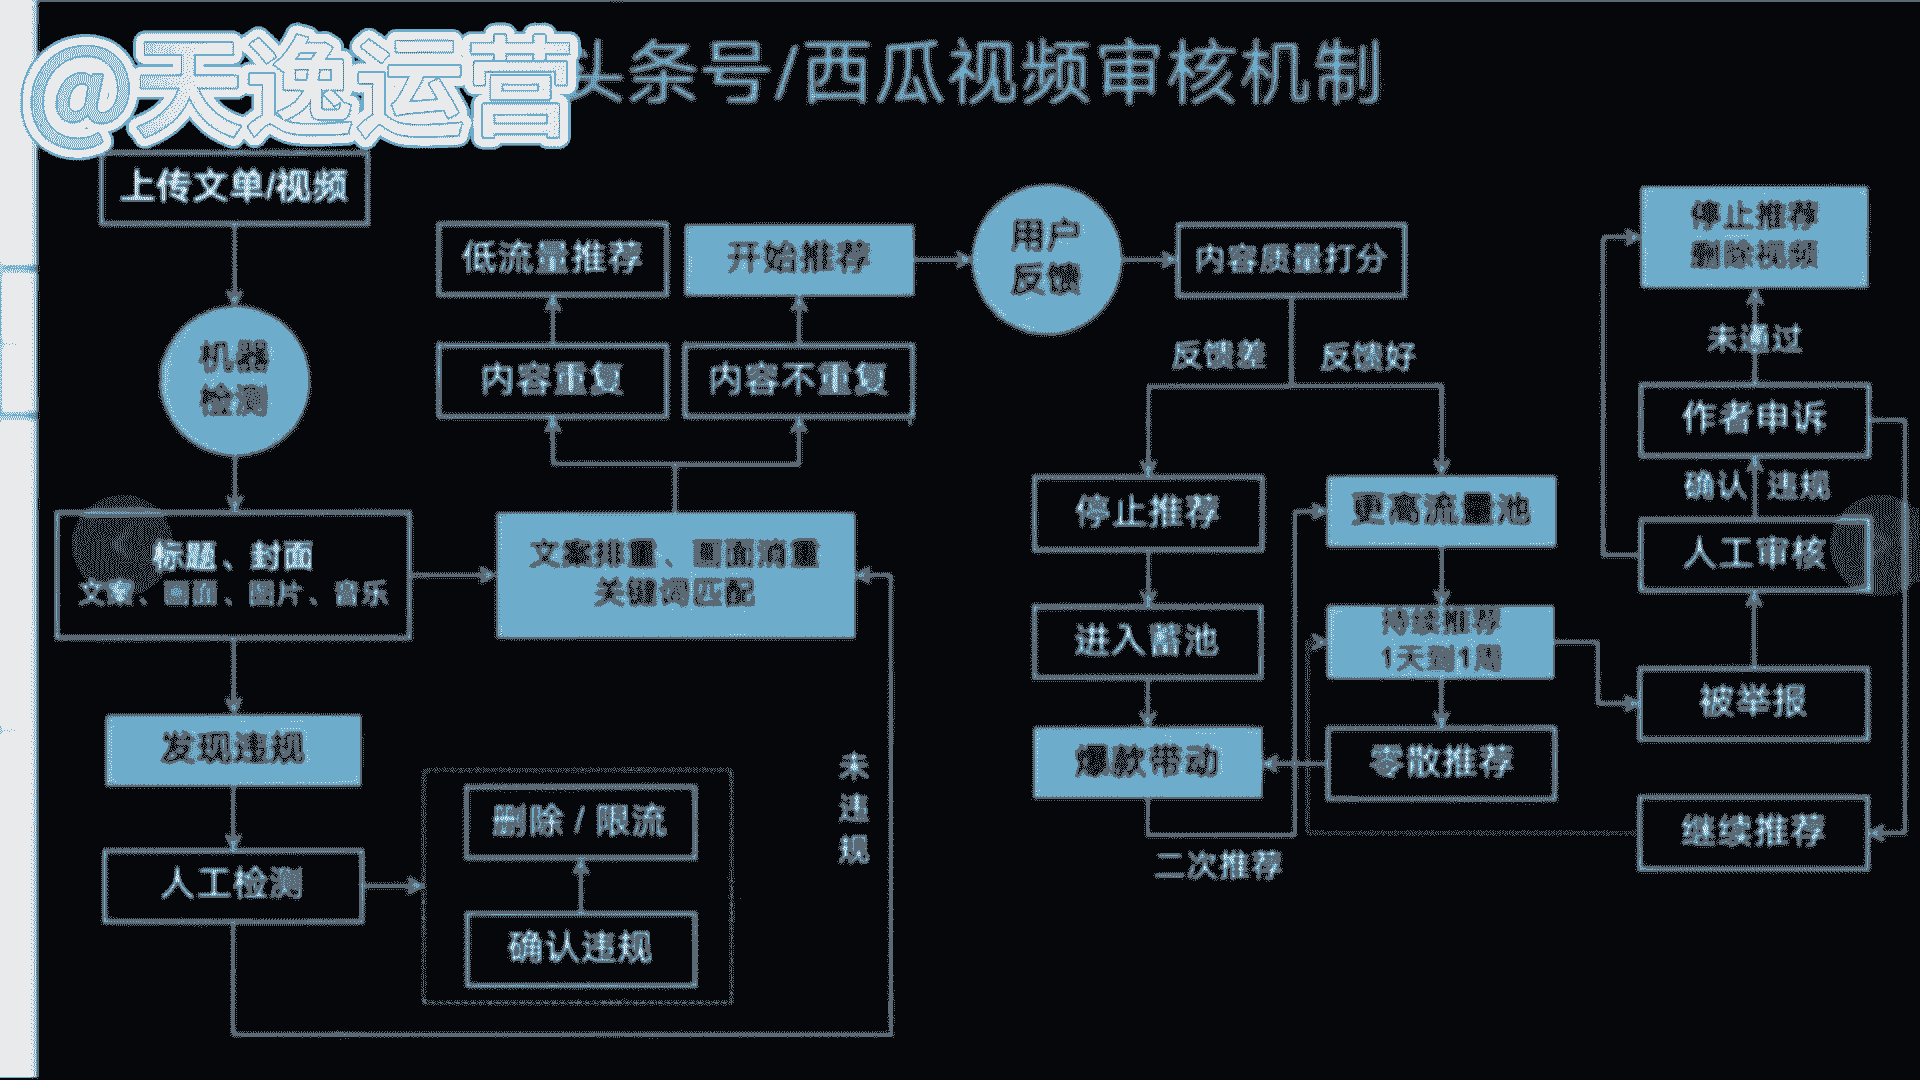 @天逸运营
头条号/西瓜视频审核机制
上传文单/视频
机器
检测
标题、封面
文案、画面、图片、音乐
发现违规
人工检测
低流量推荐
开始推荐
内容重复
内容不重复
文案排重、画面消重
关键词匹配
删除 / 限流
确认违规
未
违
规
用户
反馈
内容质量打分
反馈差
反馈好
停止推荐
进入蓄池
爆款带动
二次推荐
更高流量池
持续推荐
1天到1周
零散推荐
停止推荐
删除视频
未通过
作者申诉
确认 违规
人工审核
被举报
继续推荐